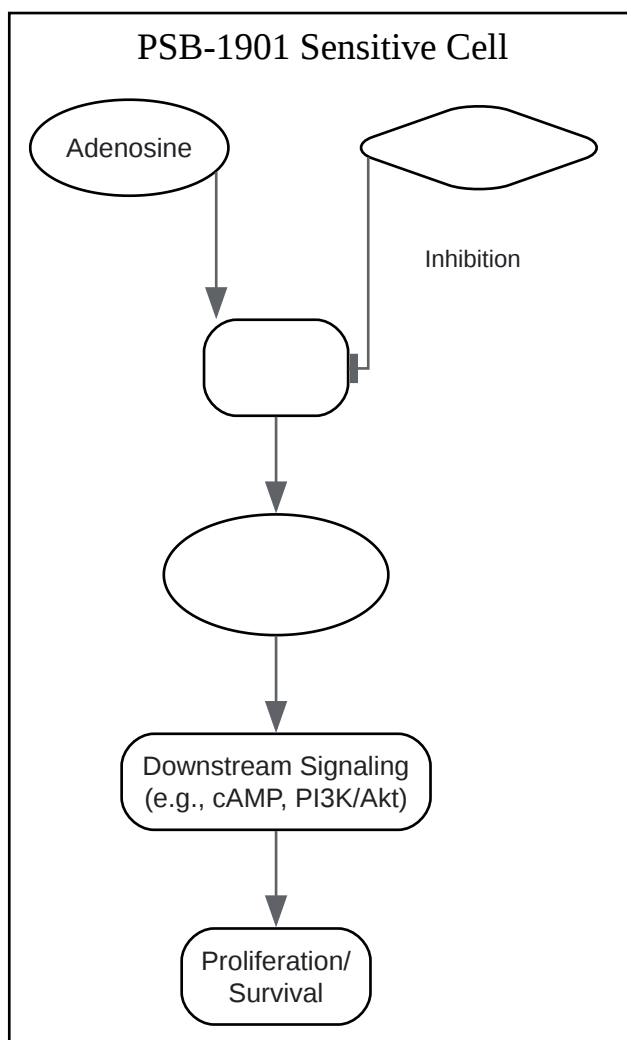 PSB-1901 Sensitive Cell
Adenosine
Inhibition
Downstream Signaling
(e.g., cAMP, PI3K/Akt)
Proliferation/
Survival